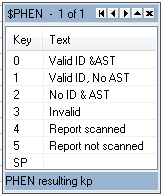 $PHEN - 1 of 1
Key Text
0 Valid ID &AST
1 Valid ID, No AST
2 No ID & AST
3 Invalid
4 Report scanned
5 Report not scanned
SP
PHEN resulting kp